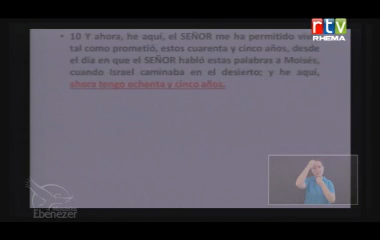 rtv
RHEMA
10 Y ahora, he aquí, el SEÑOR me ha permitido
tal como prometió, estos cuarenta y cinco años, desde
el día en que el SEÑOR habló estas palabras a Moisés,
cuando Israel caminaba en el desierto; y he aquí,
ahora tengo ochenta y cinco años.
Ebenezer